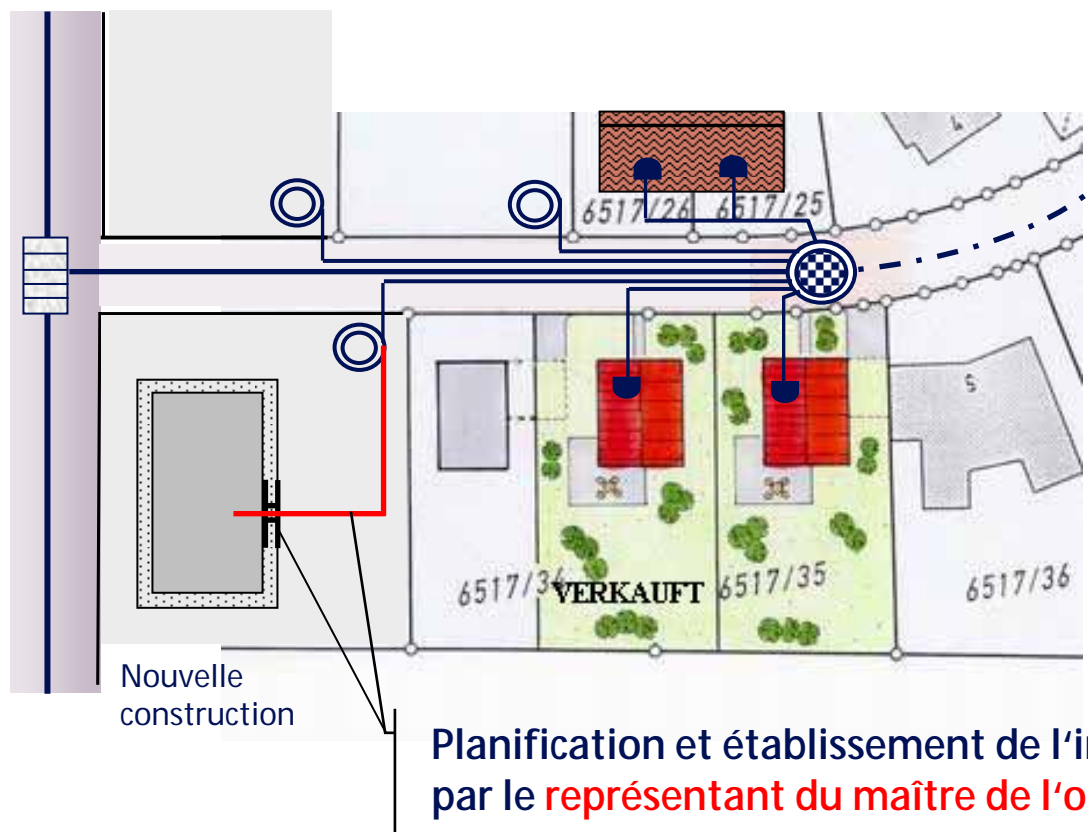 6517/26 6517/25
S
6517/34 VERKAUFT 6517/35 6517/36
Nouvelle
construction
Planification et établissement de l'
par le représentant du maître de l'